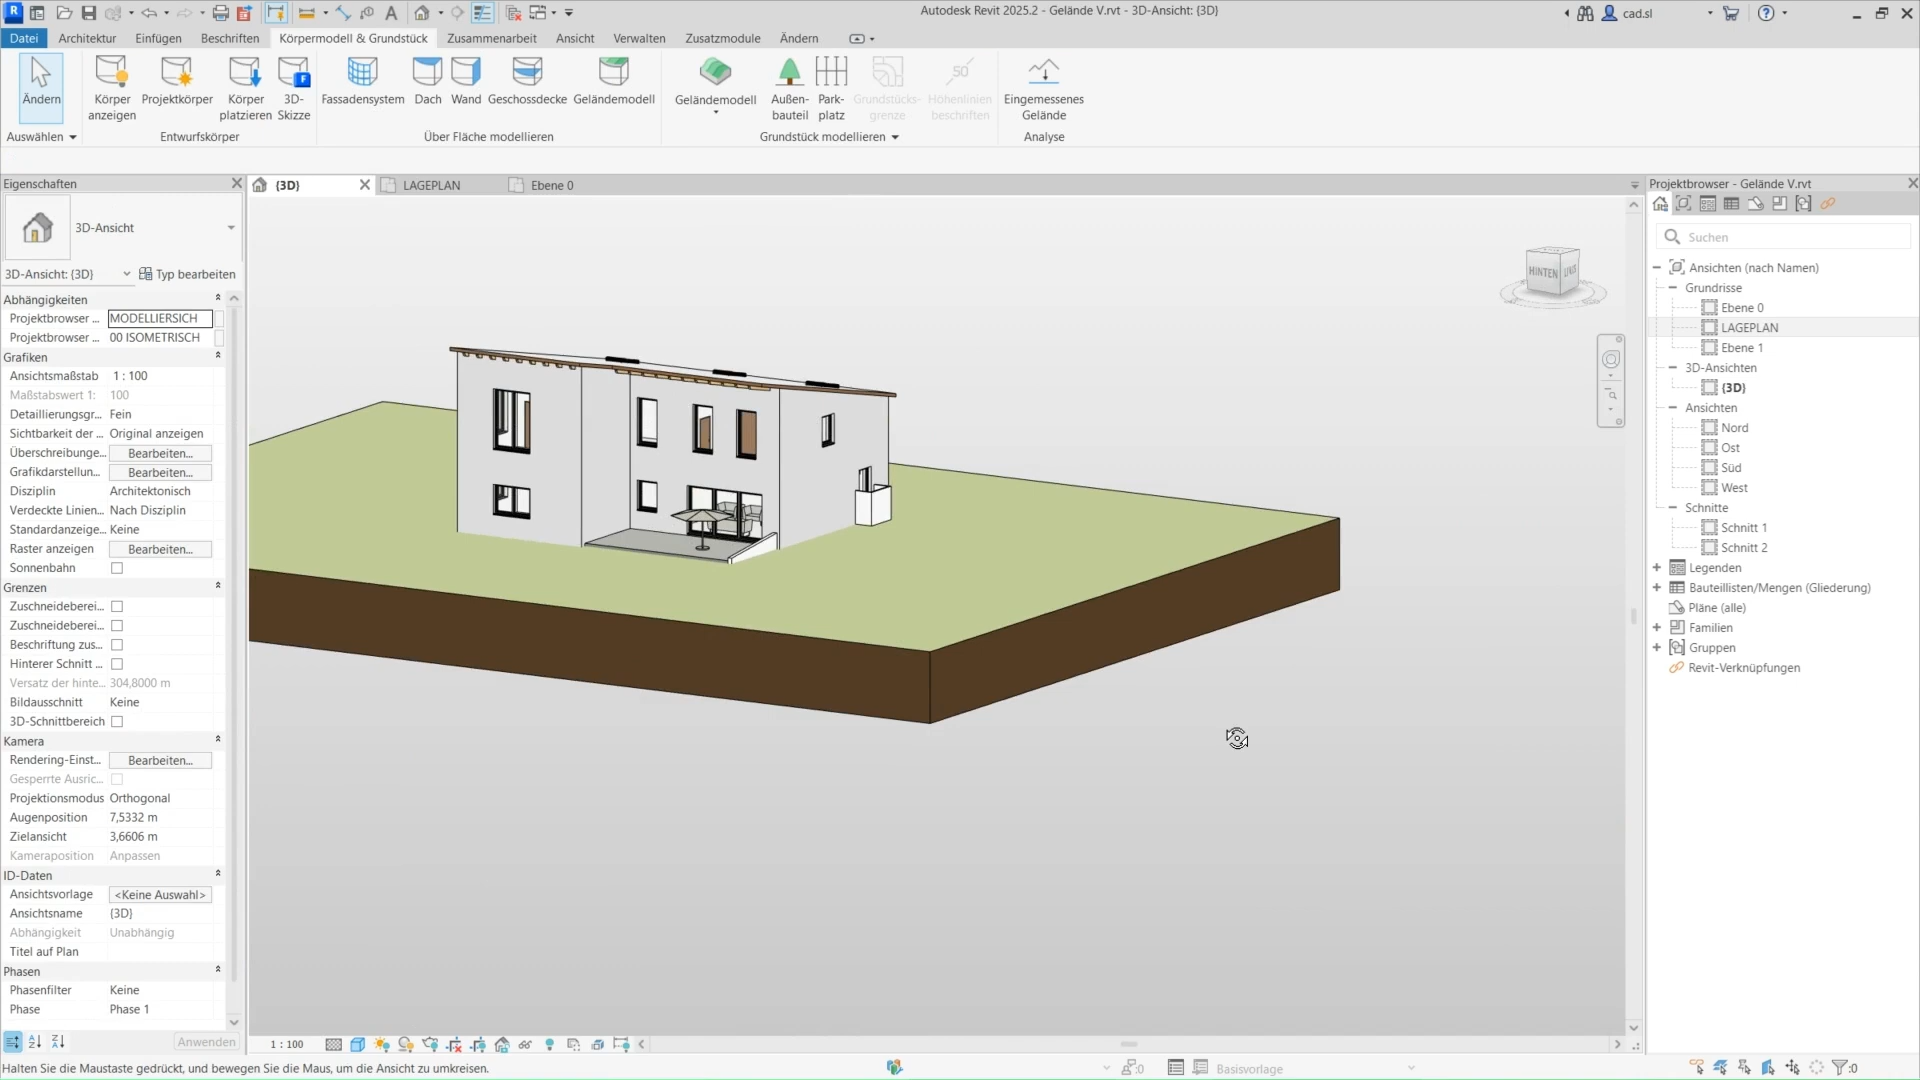 Autodesk Revit 2025.2 - Gelände V.rvt - 3D-Ansicht: {3D}
cad.sl
Datei
Architektur
Einfügen
Beschriften
Körpermodell & Grundstück
Zusammenarbeit
Ansicht
Verwalten
Zusatzmodule
Ändern
Ändern
Körper anzeigen
Projektkörper
Körper platzieren
3D-Skizze
Fassadensystem
Dach
Wand
Geschossdecke
Geländemodell
Geländemodell
Außen-bauteil
Park-platz
Grundstücks-grenze
50
Höhenlinien beschriften
Eingemessenes Gelände
Auswählen
Entwurfskörper
Über Fläche modellieren
Grundstück modellieren
Analyse
Eigenschaften
{3D}
LAGEPLAN
Ebene 0
3D-Ansicht
3D-Ansicht: {3D}
Typ bearbeiten
Abhängigkeiten
Projektbrowser ... MODELLIERSICH
Projektbrowser ... 00 ISOMETRISCH
Grafiken
Ansichtsmaßstab 1 : 100
Maßstabswert 1: 100
Detaillierungsgr... Fein
Sichtbarkeit der ... Original anzeigen
Überschreibunge... Bearbeiten...
Grafikdarstellun... Bearbeiten...
Disziplin Architektonisch
Verdeckte Linien... Nach Disziplin
Standardanzeige... Keine
Raster anzeigen Bearbeiten...
Sonnenbahn
Grenzen
Zuschneideberei...
Zuschneideberei...
Beschriftung zus...
Hinterer Schnitt ...
Versatz der hinte... 304,8000 m
Bildausschnitt Keine
3D-Schnittbereich
Kamera
Rendering-Einst... Bearbeiten...
Gesperrte Ausric...
Projektionsmodus Orthogonal
Augenposition 7,5332 m
Zielansicht 3,6606 m
Kameraposition Anpassen
ID-Daten
Ansichtsvorlage <Keine Auswahl>
Ansichtsname {3D}
Abhängigkeit Unabhängig
Titel auf Plan
Phasen
Phasenfilter Keine
Phase Phase 1
Anwenden
HINTEN
LINKS
1 : 100
Halten Sie die Maustaste gedrückt, und bewegen Sie die Maus, um die Ansicht zu umkreisen.
:0
Basisvorlage
:0
Projektbrowser - Gelände V.rvt
Suchen
Ansichten (nach Namen)
Grundrisse
Ebene 0
LAGEPLAN
Ebene 1
3D-Ansichten
{3D}
Ansichten
Nord
Ost
Süd
West
Schnitte
Schnitt 1
Schnitt 2
Legenden
Bauteillisten/Mengen (Gliederung)
Pläne (alle)
Familien
Gruppen
Revit-Verknüpfungen